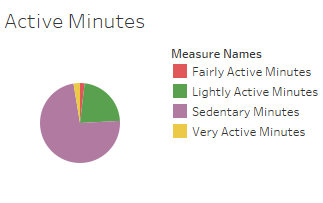 Active Minutes
Measure Names
Fairly Active Minutes
Lightly Active Minutes
Sedentary Minutes
Very Active Minutes